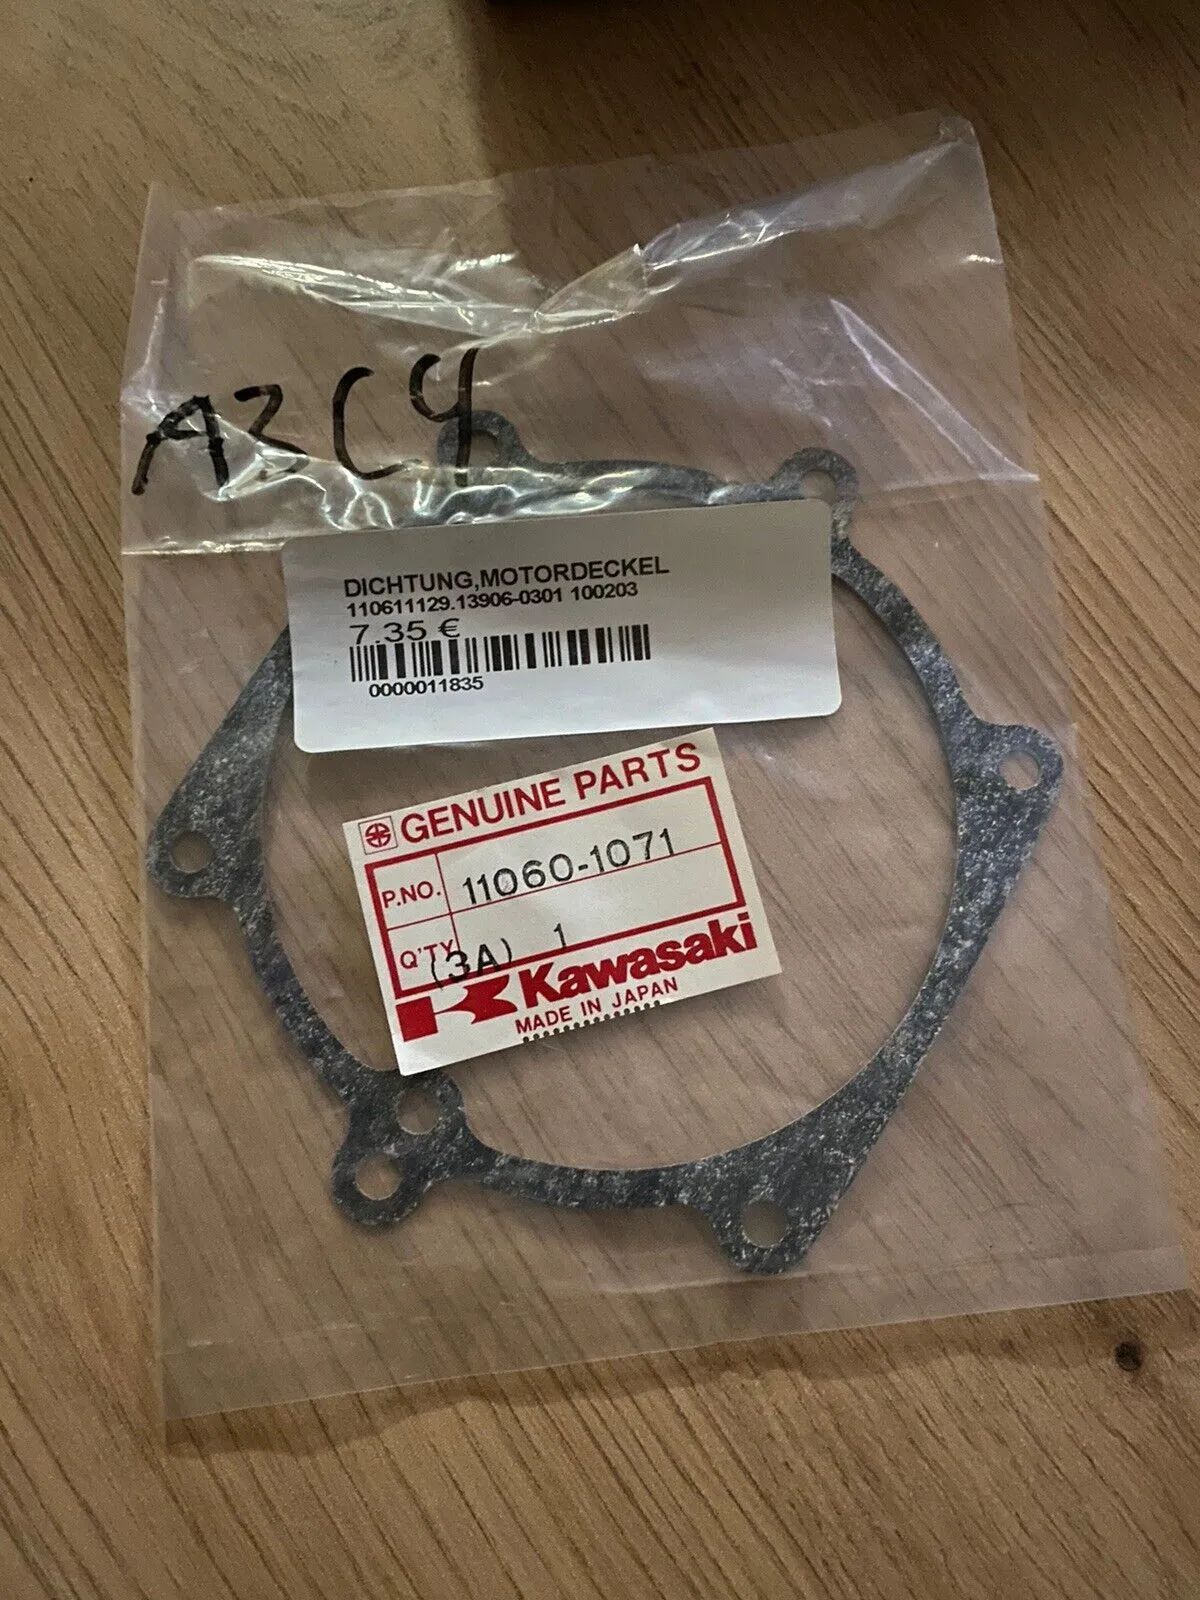 A3C4
DICHTUNG,MOTORDECKEL
110611129.13906-0301 100203
7.35 €
0000011835
GENUINE PARTS
P.NO. 11060-1071
Q'TY (3A) 1
Kawasaki
MADE IN JAPAN